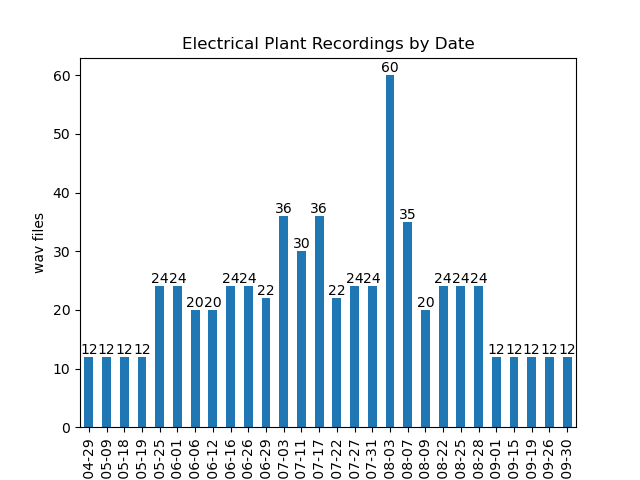 Electrical Plant Recordings by Date
60
50
40
30
20
10
0
wav files
12 12 12 12 24 24 20 20 24 24 22 36 30 36 22 24 24 60 35 20 24 24 24 12 12 12 12 12
04-29 05-09 05-18 05-19 05-25 06-01 06-06 06-12 06-16 06-26 06-29 07-03 07-11 07-17 07-22 07-27 07-31 08-03 08-07 08-09 08-22 08-25 08-28 09-01 09-15 09-19 09-26 09-30